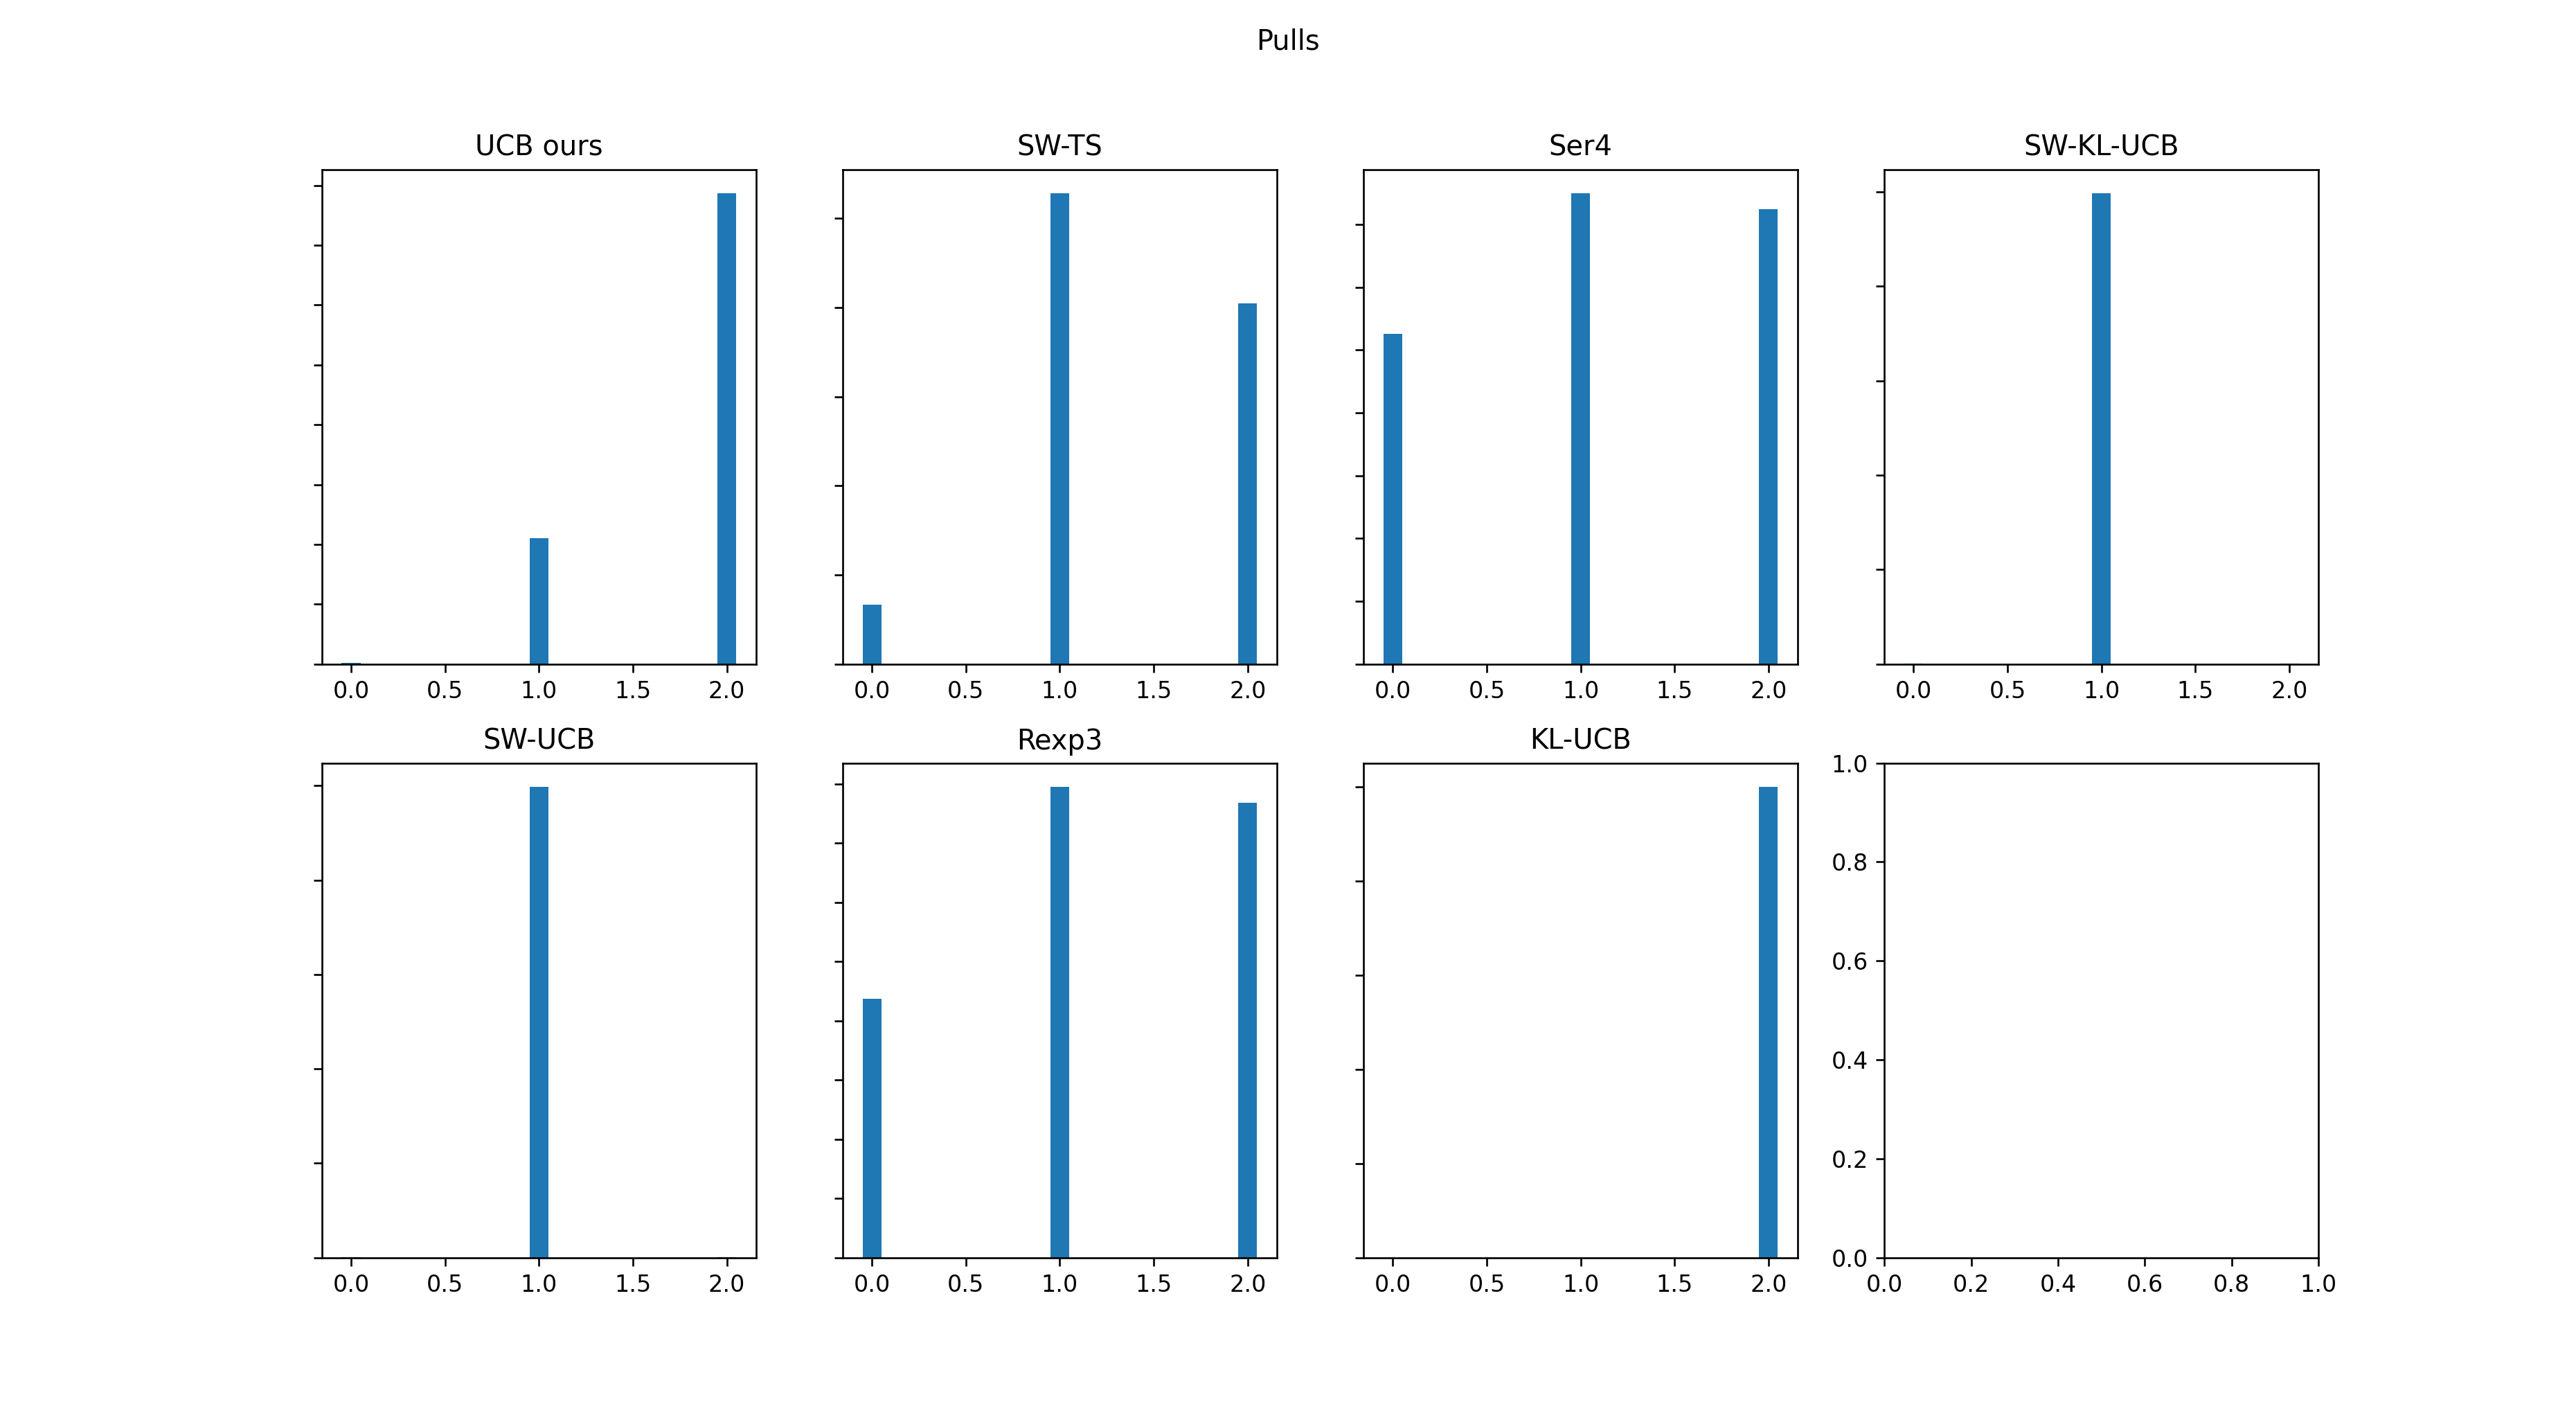 Pulls
UCB ours SW-TS Ser4 SW-KL-UCB
0.0 0.5 1.0 1.5 2.0 0.0 0.5 1.0 1.5 2.0 0.0 0.5 1.0 1.5 2.0 0.0 0.5 1.0 1.5 2.0
SW-UCB Rexp3 KL-UCB
1.0
0.8
0.6
0.4
0.2
0.0
0.0 0.5 1.0 1.5 2.0 0.0 0.5 1.0 1.5 2.0 0.0 0.5 1.0 1.5 2.0 0.0 0.2 0.4 0.6 0.8 1.0